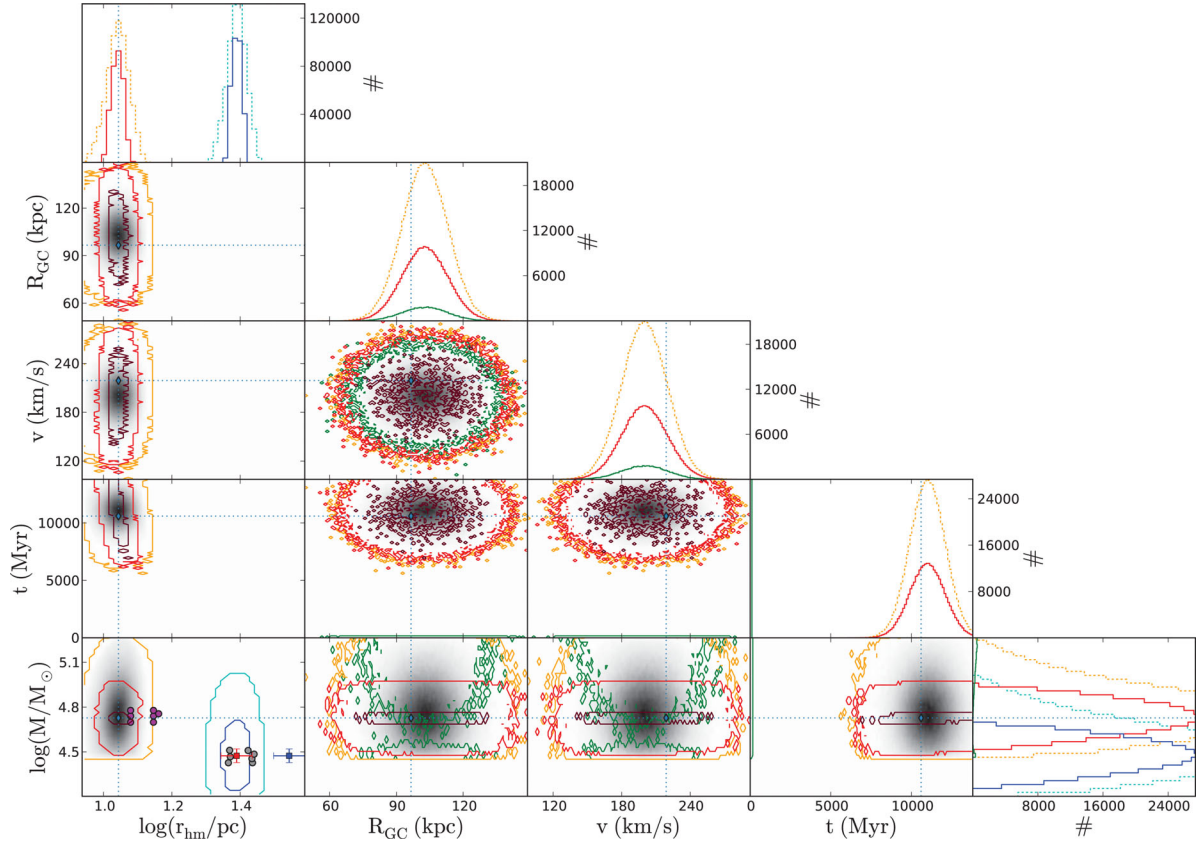 120000
80000
40000
#
R_GC (kpc)
120
90
60
18000
12000
6000
#
v (km/s)
240
180
120
18000
12000
6000
#
t (Myr)
10000
5000
0
24000
16000
8000
#
log(M/M⊙)
5.1
4.8
4.5
1.0 1.2 1.4
60 90 120
120 180 240
0 5000 10000
8000 16000 24000
log(r_hm/pc) R_GC (kpc) v (km/s) t (Myr) #